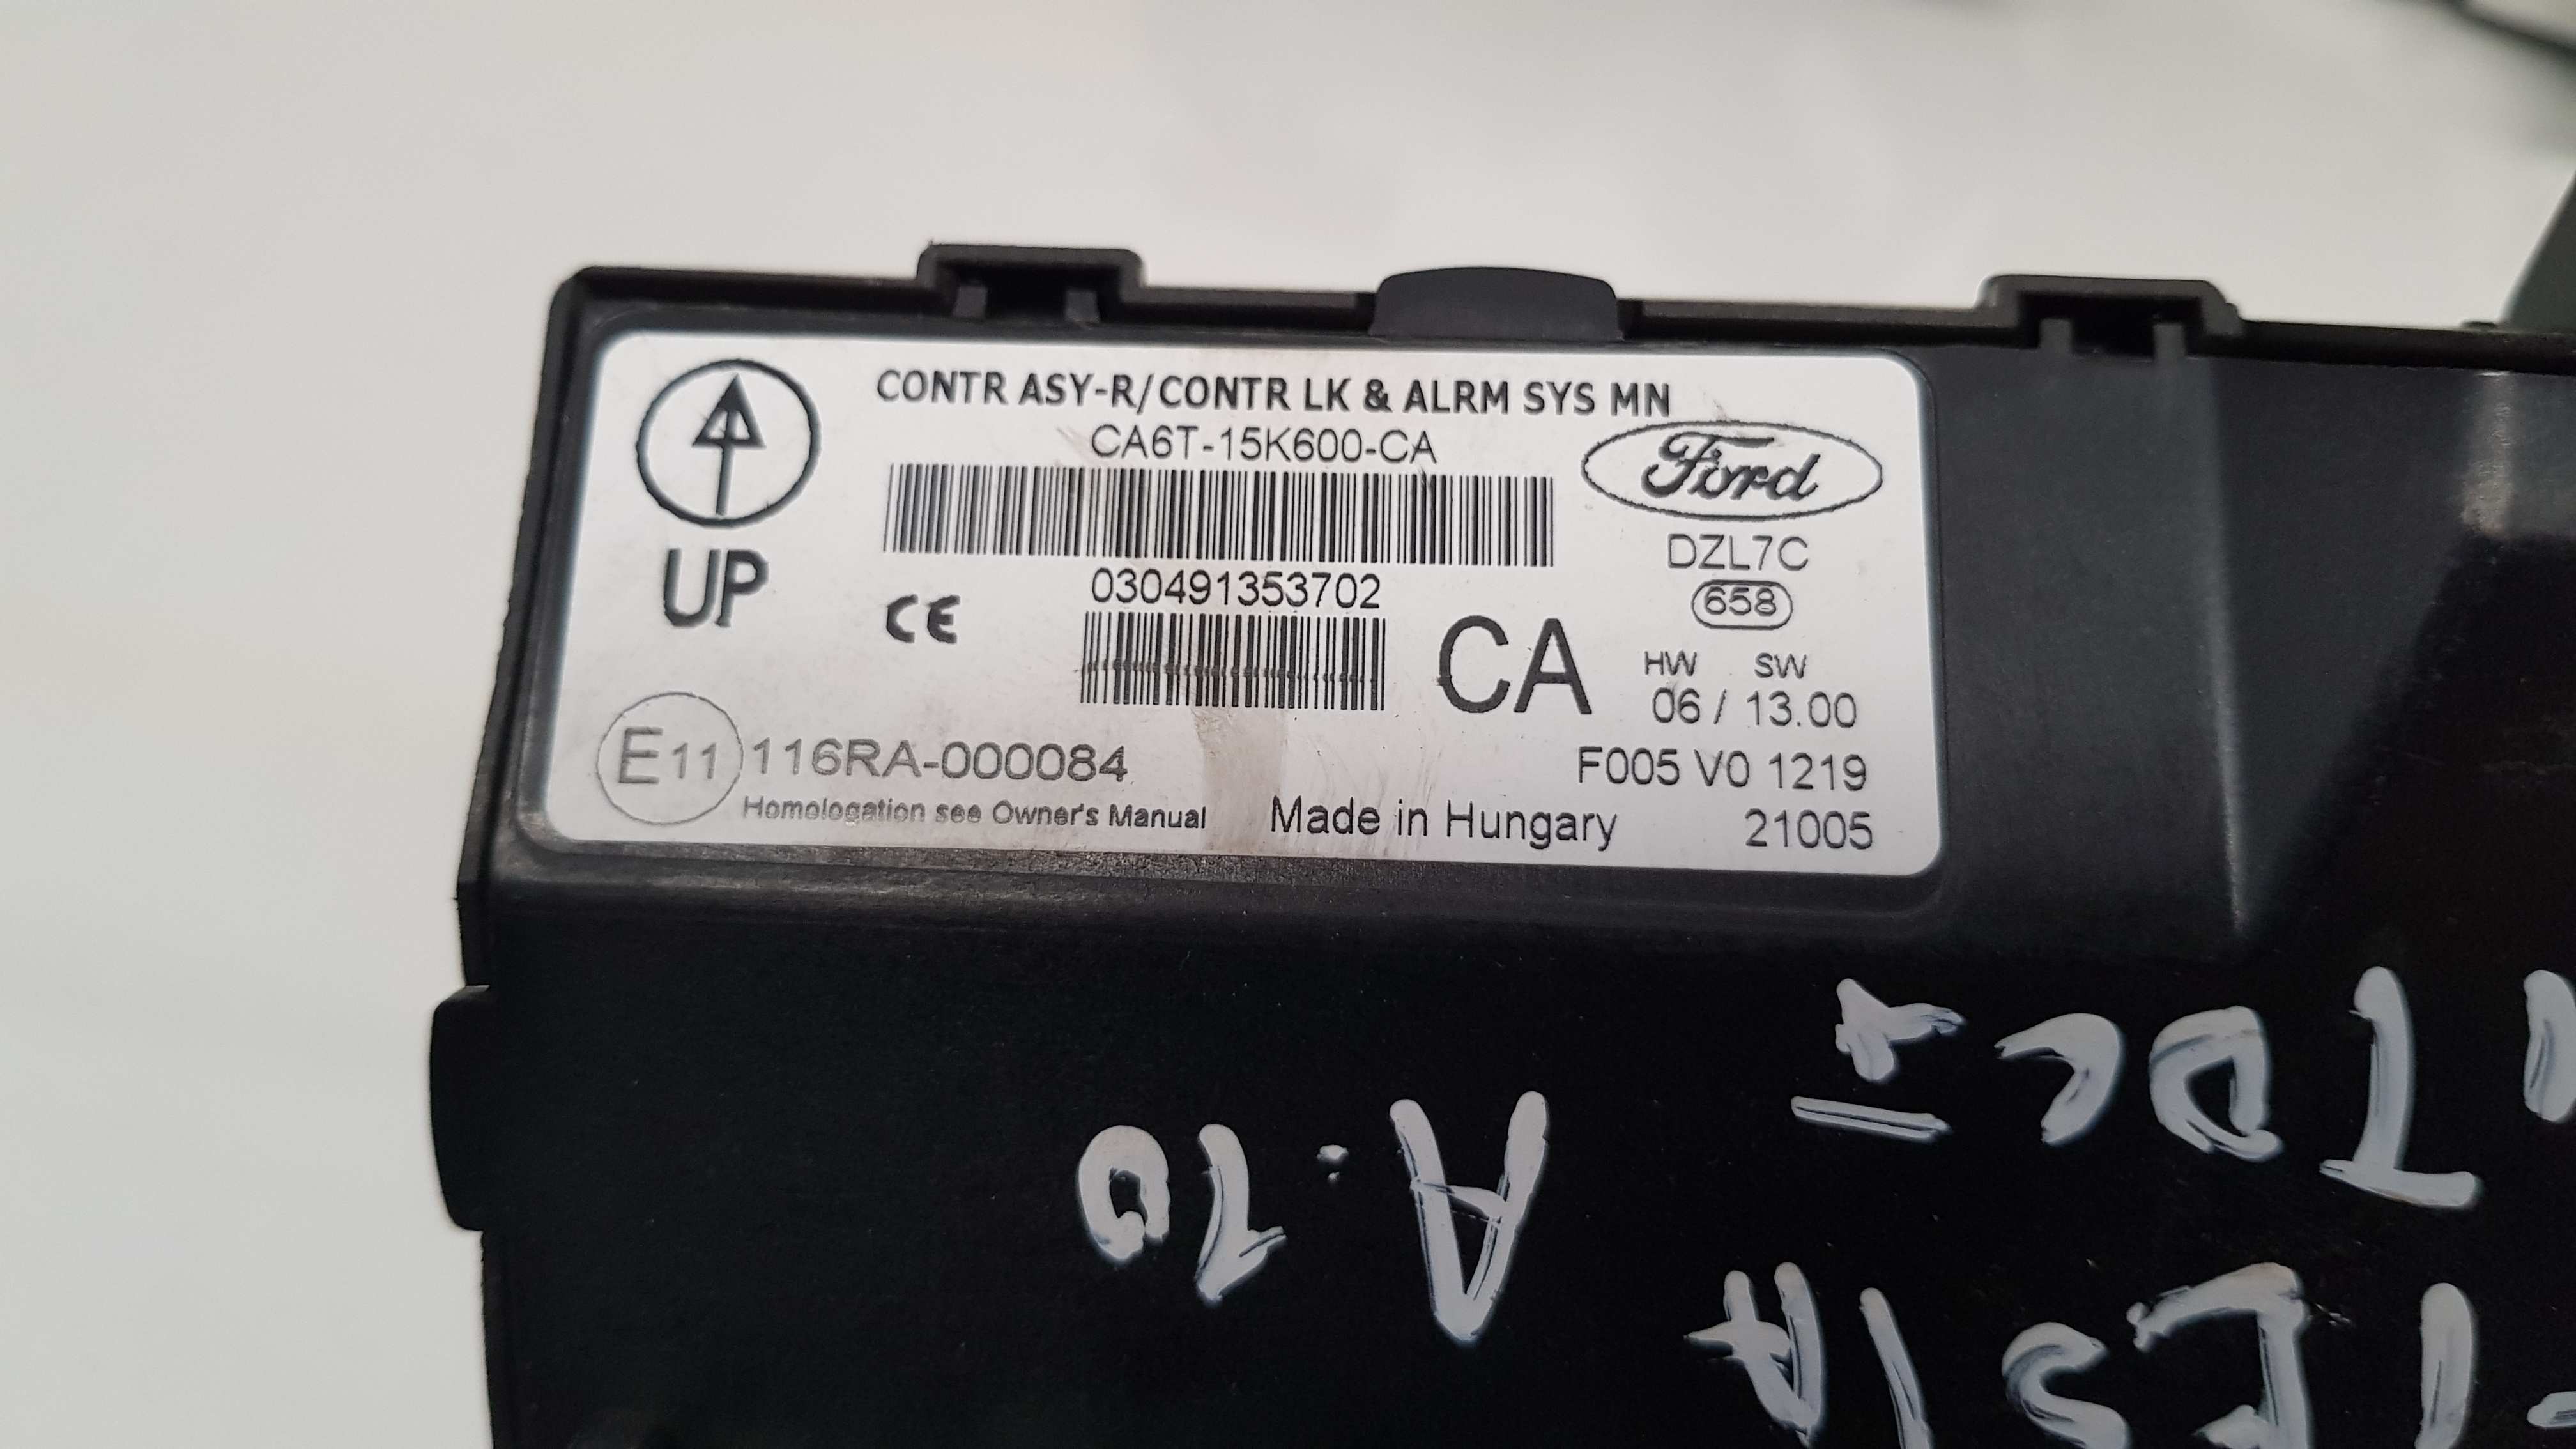 CONTR ASY-R/CONTR LK & ALRM SYS MN
CA6T-15K600-CA
Ford
DZL7C
658
UP
CE
030491353702
CA
HW SW
06 / 13.00
E11 116RA-000084
F005 V0 1219
Homologation see Owner's Manual
Made in Hungary
21005
A:10